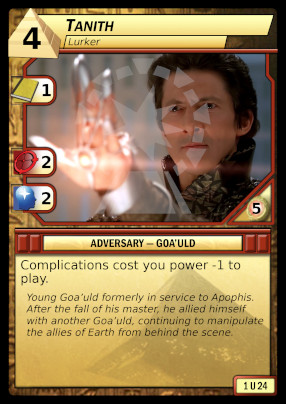 4
TANITH
Lurker
1
2
2
5
ADVERSARY – GOA'ULD
Complications cost you power -1 to
play.
Young Goa'uld formerly in service to Apophis.
After the fall of his master, he allied himself
with another Goa'uld, continuing to manipulate
the allies of Earth from behind the scene.
1 U 24